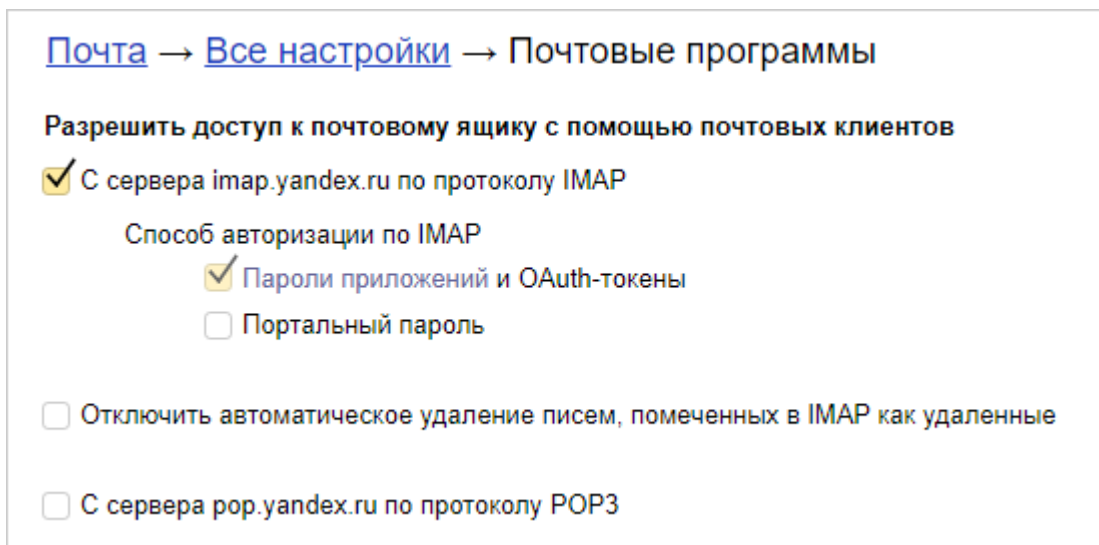 Почта → Все настройки → Почтовые программы
Разрешить доступ к почтовому ящику с помощью почтовых клиентов
С сервера imap.yandex.ru по протоколу IMAP
Способ авторизации по IMAP
Пароли приложений и OAuth-токены
Портальный пароль
Отключить автоматическое удаление писем, помеченных в IMAP как удаленные
С сервера pop.yandex.ru по протоколу POP3